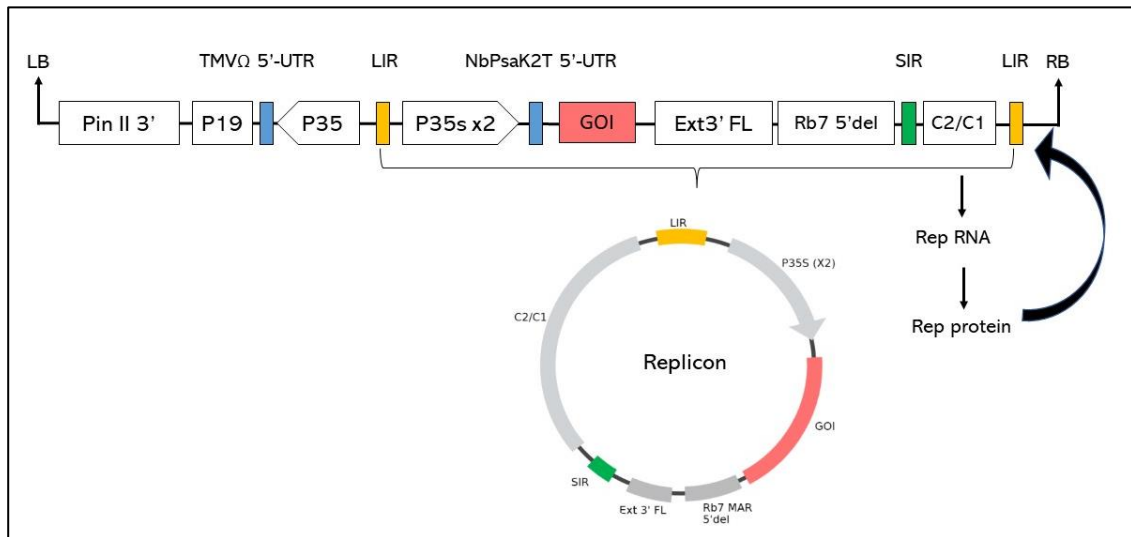 LB
TMVΩ 5’-UTR
LIR
NbPsaK2T 5’-UTR
SIR
LIR
RB
Pin II 3’
P19
P35
P35s x2
GOI
Ext3’ FL
Rb7 5’del
C2/C1
Rep RNA
Rep protein
LIR
P35S (X2)
C2/C1
Replicon
GOI
SIR
Ext 3' FL
Rb7 MAR
5'del